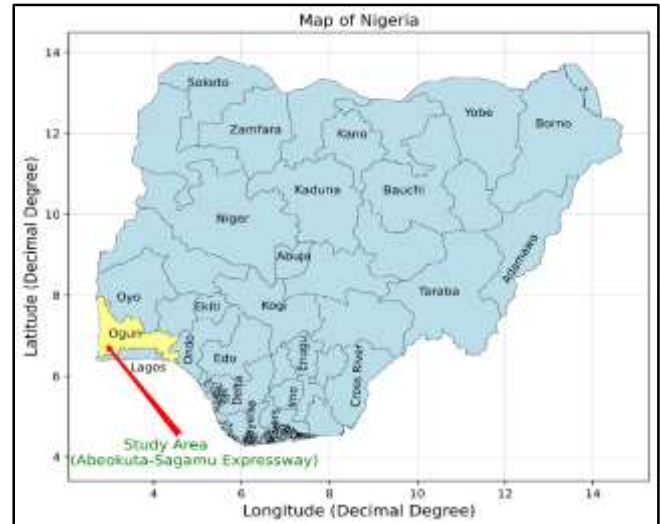 Map of Nigeria
14
Sokoto
Yobe
Zamfara
Kano
Borno
12
Kaduna
Bauchi
10
Niger
Abuja
Adamawa
8
Oyo
Ekiti
Kogi
Taraba
Ogun
Ondo
Edo
Enugu
Lagos
6
Delta
Imo
Cross River
Study Area
(Abeokuta-Sagamu Expressway)
4
4 6 8 10 12 14
Longitude (Decimal Degree)
Latitude (Decimal Degree)